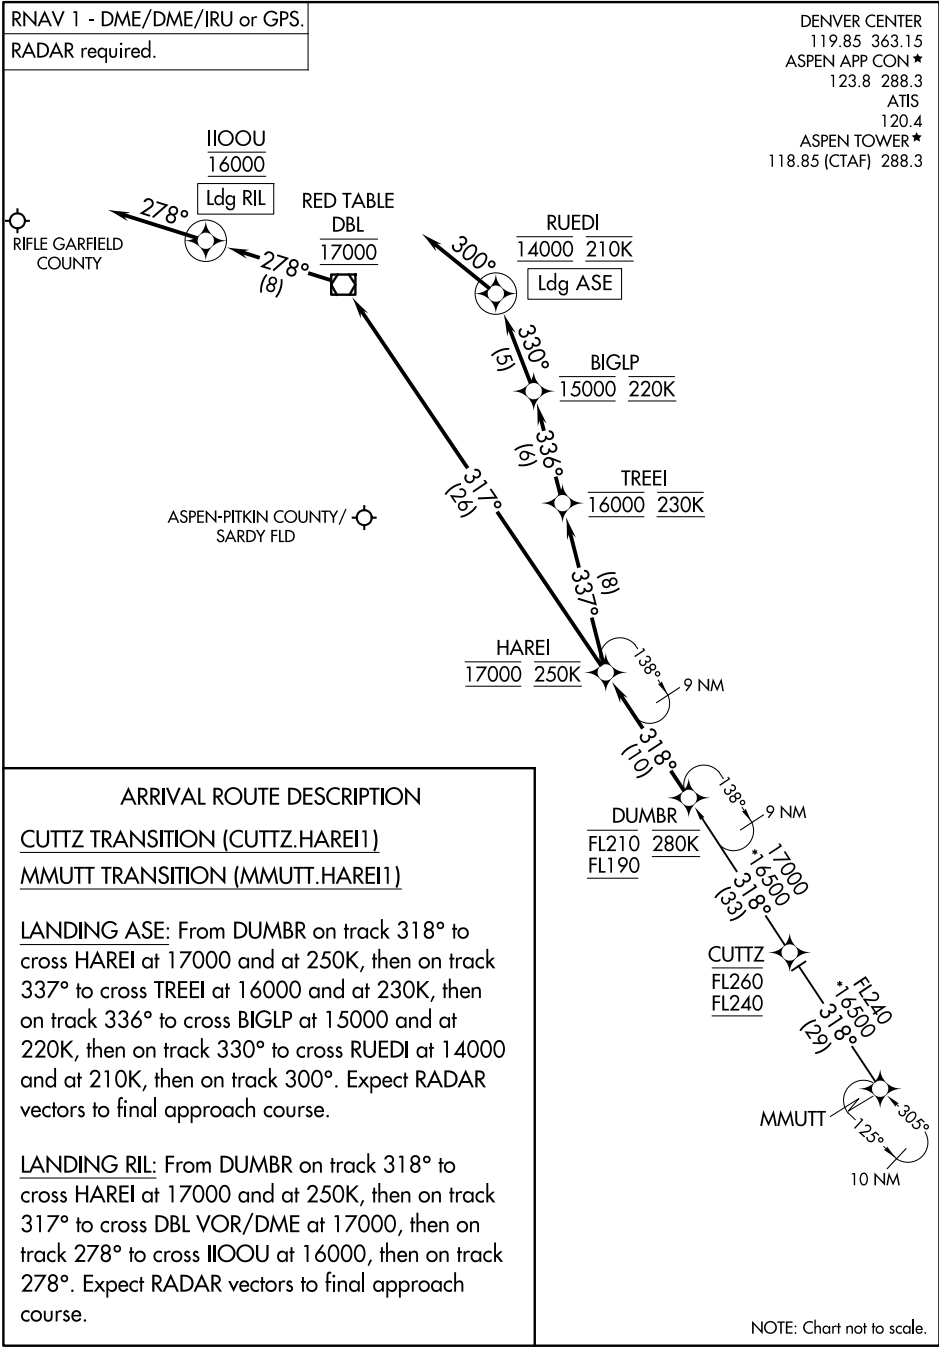 RNAV 1 - DME/DME/IRU or GPS.
RADAR required.
DENVER CENTER
119.85 363.15
ASPEN APP CON ★
123.8 288.3
ATIS
120.4
ASPEN TOWER ★
118.85 (CTAF) 288.3
IIOOU
16000
Ldg RIL
278°
RIFLE GARFIELD
COUNTY
278°
(8)
RED TABLE
DBL
17000
300°
RUEDI
14000 210K
Ldg ASE
330°
(5)
BIGLP
15000 220K
336°
(6)
TREEI
16000 230K
317°
(26)
ASPEN-PITKIN COUNTY/
SARDY FLD
337°
(8)
HAREI
17000 250K
138°
9 NM
318°
(10)
DUMBR
FL210 280K
FL190
138°
9 NM
17000
*16500
318°
(33)
CUTTZ
FL260
FL240
FL240
*16500
318°
(29)
MMUTT
305°
125°
10 NM
ARRIVAL ROUTE DESCRIPTION
CUTTZ TRANSITION (CUTTZ.HAREI1)
MMUTT TRANSITION (MMUTT.HAREI1)
LANDING ASE: From DUMBR on track 318° to
cross HAREI at 17000 and at 250K, then on track
337° to cross TREEI at 16000 and at 230K, then
on track 336° to cross BIGLP at 15000 and at
220K, then on track 330° to cross RUEDI at 14000
and at 210K, then on track 300°. Expect RADAR
vectors to final approach course.
LANDING RIL: From DUMBR on track 318° to
cross HAREI at 17000 and at 250K, then on track
317° to cross DBL VOR/DME at 17000, then on
track 278° to cross IIOOU at 16000, then on track
278°. Expect RADAR vectors to final approach
course.
NOTE: Chart not to scale.